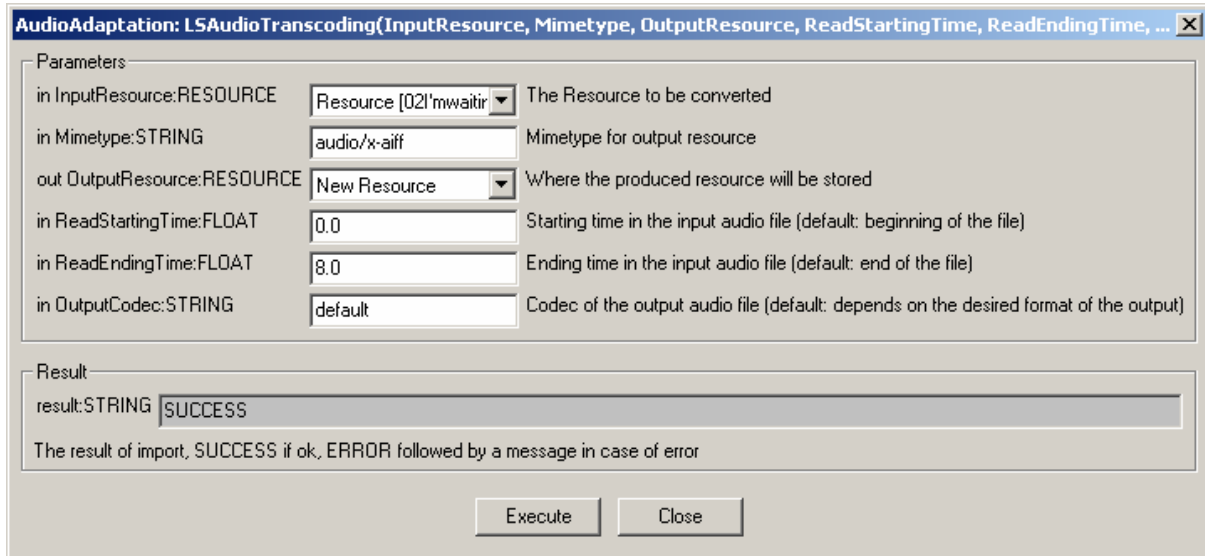 AudioAdaptation: LSAudioTranscoding(InputResource, Mimetype, OutputResource, ReadStartingTime, ReadEndingTime, ...
Parameters
in InputResource:RESOURCE Resource [02I'mwaitir The Resource to be converted
in Mimetype:STRING audio/x-aiff Mimetype for output resource
out OutputResource:RESOURCE New Resource Where the produced resource will be stored
in ReadStartingTime:FLOAT 0.0 Starting time in the input audio file (default: beginning of the file)
in ReadEndingTime:FLOAT 8.0 Ending time in the input audio file (default: end of the file)
in OutputCodec:STRING default Codec of the output audio file (default: depends on the desired format of the output)
Result
result:STRING SUCCESS
The result of import, SUCCESS if ok, ERROR followed by a message in case of error
Execute Close